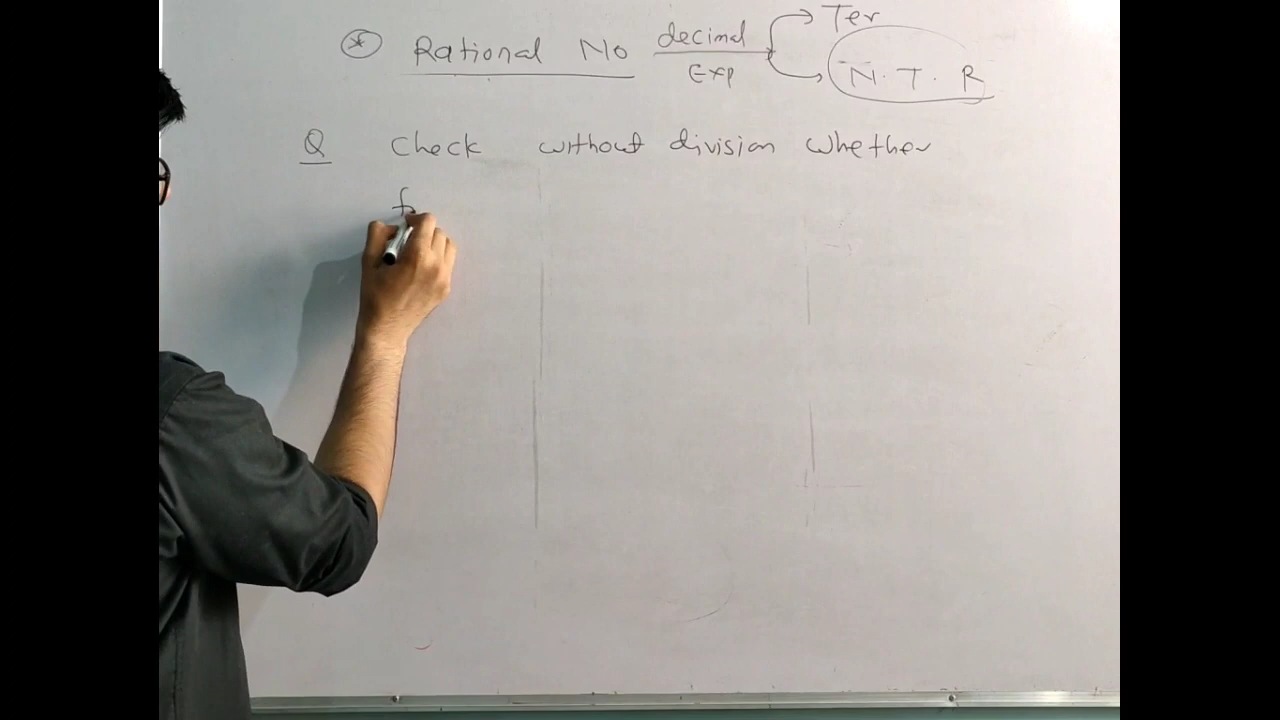 * Rational No decimal Exp Ter
N. T. R
Q check without division whether
f